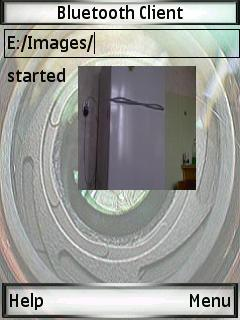 Bluetooth Client
E:/Images/
started
Help Menu